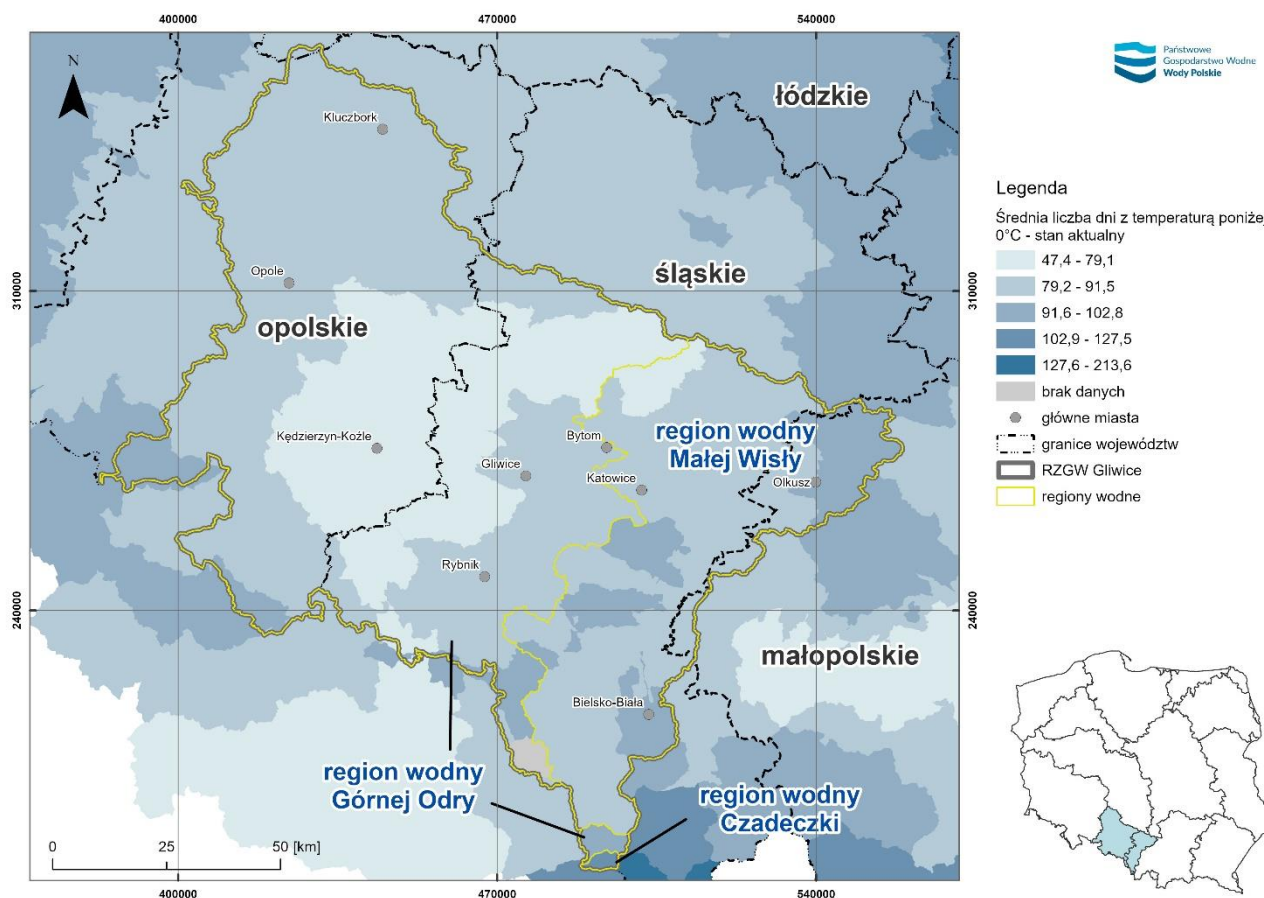 400000
470000
540000
N
Państwowe
Gospodarstwo Wodne
Wody Polskie
łódzkie
Kluczbork
Legenda
Średnia liczba dni z temperaturą poniżej
0°C - stan aktualny
47,4 - 79,1
79,2 - 91,5
91,6 - 102,8
102,9 - 127,5
127,6 - 213,6
brak danych
główne miasta
granice województw
RZGW Gliwice
regiony wodne
Opole
śląskie
310000
310000
opolskie
Kędzierzyn-Koźle
Bytom
region wodny
Małej Wisły
Gliwice
Katowice
Olkusz
Rybnik
240000
240000
małopolskie
Bielsko-Biała
region wodny
Górnej Odry
region wodny
Czadeczki
0
25
50 [km]
400000
470000
540000